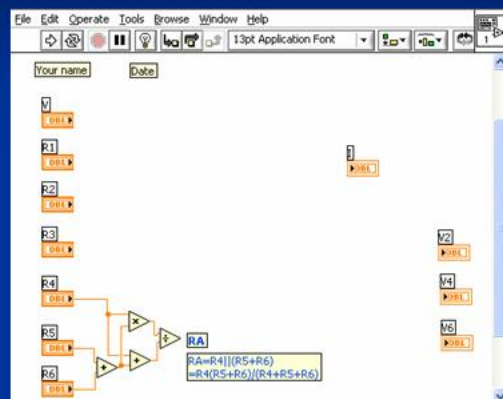 File Edit Operate Tools Browse Window Help
13pt Application Font
1
Your name Date
V
DBL
R1
DBL
I
DBL
R2
DBL
R3
DBL
V2
DBL
R4
DBL
V4
DBL
R5
DBL
× ÷ RA
V6
DBL
+ +
RA=R4||(R5+R6)
=R4(R5+R6)/(R4+R5+R6)
R6
DBL